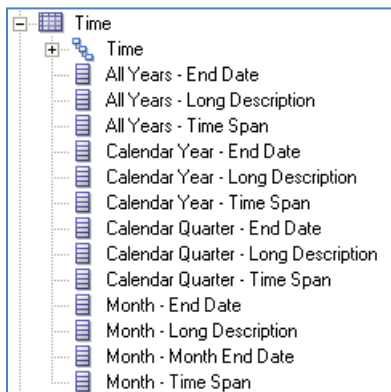 Time
Time
All Years - End Date
All Years - Long Description
All Years - Time Span
Calendar Year - End Date
Calendar Year - Long Description
Calendar Year - Time Span
Calendar Quarter - End Date
Calendar Quarter - Long Description
Calendar Quarter - Time Span
Month - End Date
Month - Long Description
Month - Month End Date
Month - Time Span